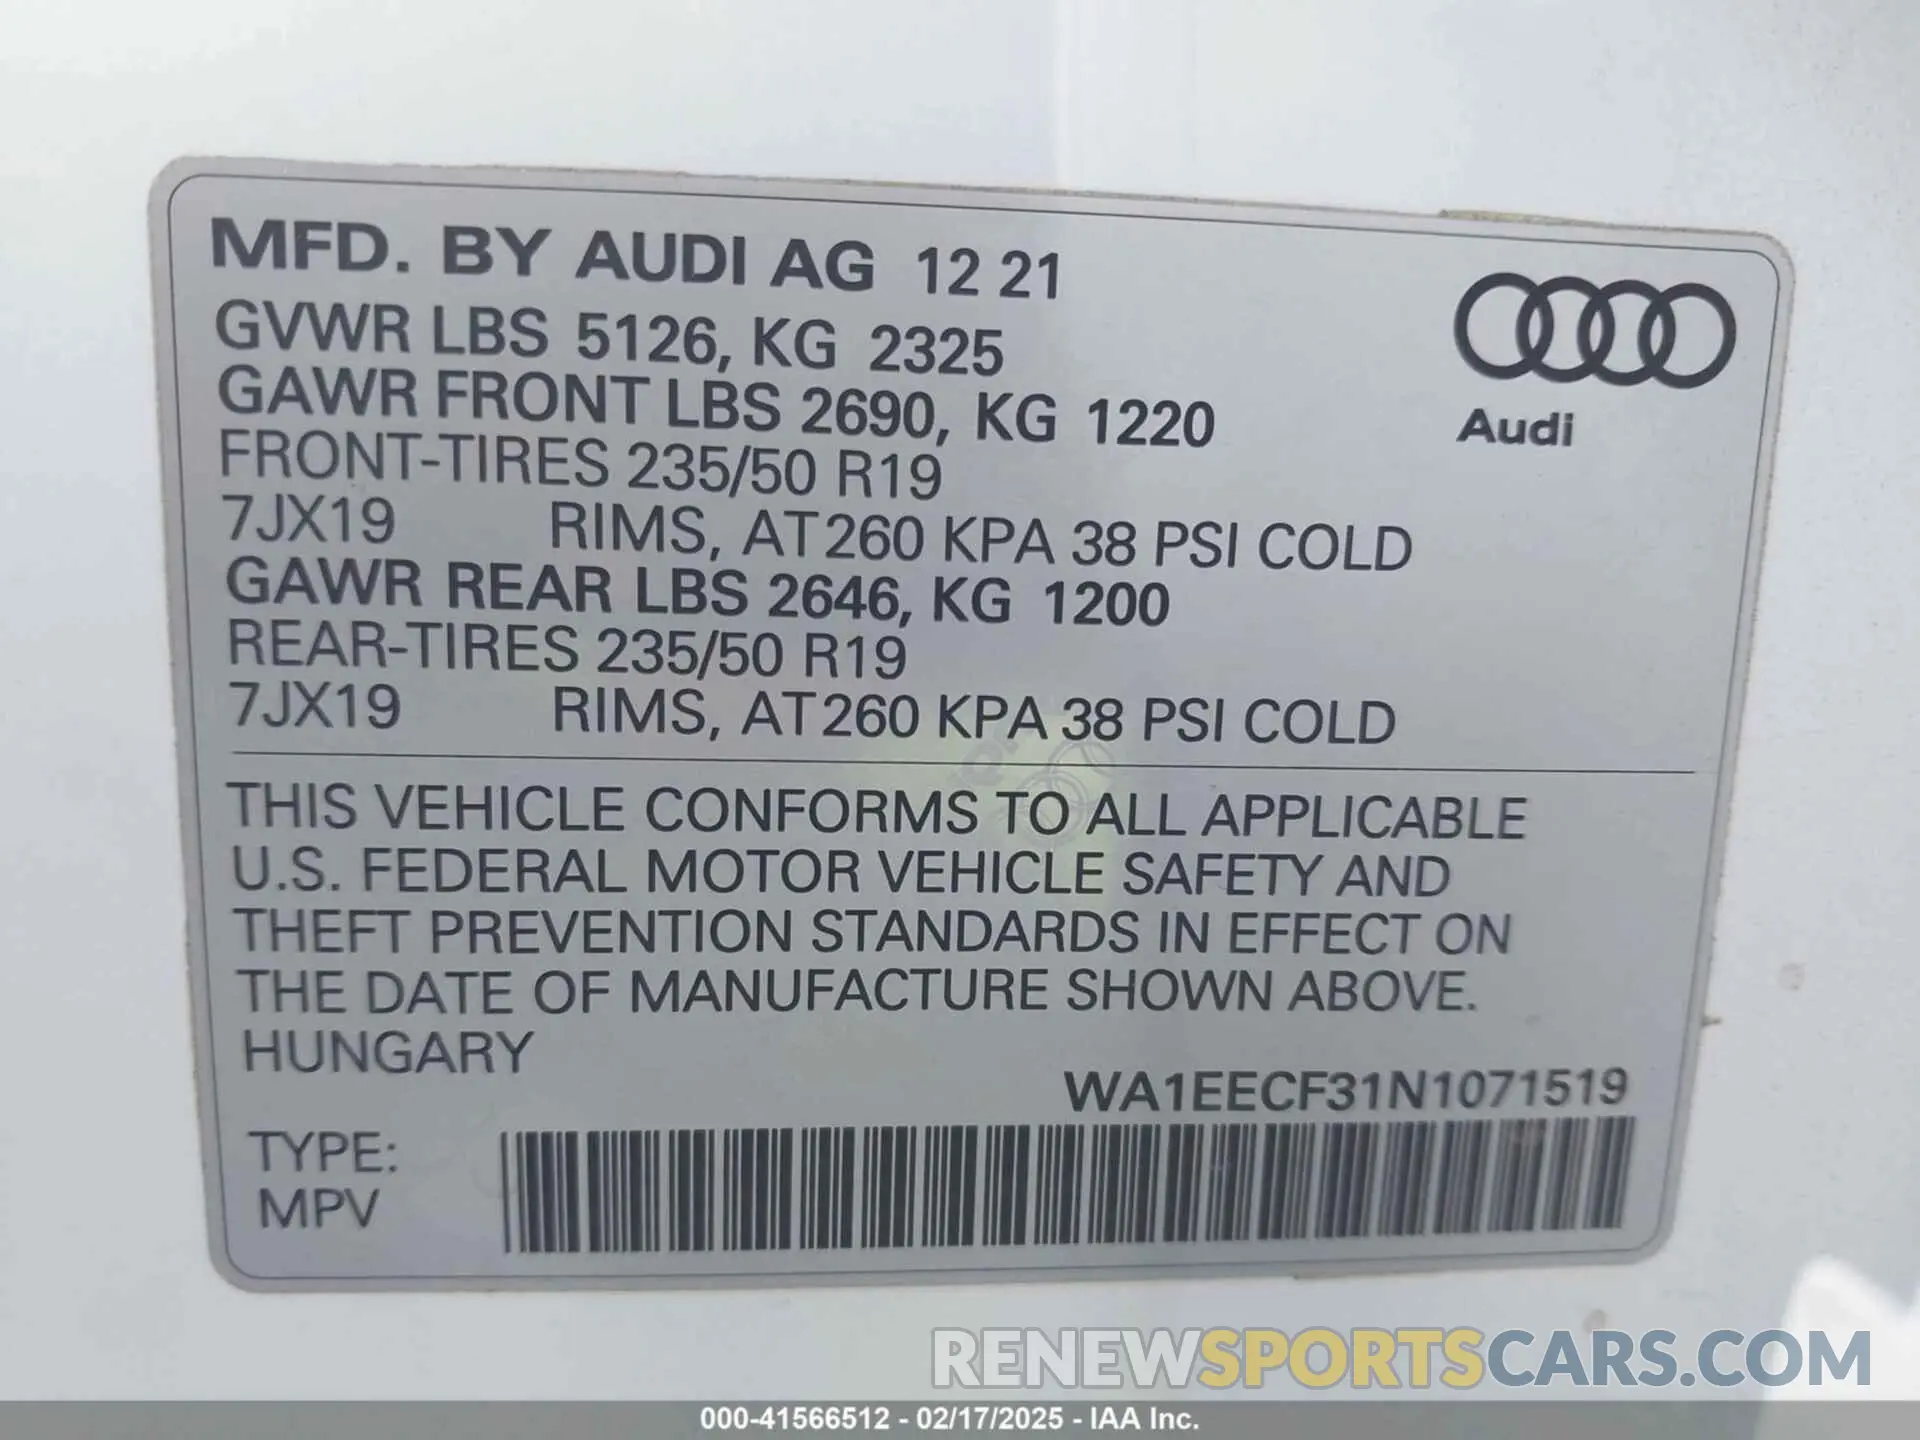 MFD. BY AUDI AG 12 21
GVWR LBS 5126, KG 2325
GAWR FRONT LBS 2690, KG 1220
FRONT-TIRES 235/50 R19
7JX19 RIMS, AT 260 KPA 38 PSI COLD
GAWR REAR LBS 2646, KG 1200
REAR-TIRES 235/50 R19
7JX19 RIMS, AT 260 KPA 38 PSI COLD
Audi
THIS VEHICLE CONFORMS TO ALL APPLICABLE
U.S. FEDERAL MOTOR VEHICLE SAFETY AND
THEFT PREVENTION STANDARDS IN EFFECT ON
THE DATE OF MANUFACTURE SHOWN ABOVE.
HUNGARY
WA1EECF31N1071519
TYPE:
MPV
RENEWSPORTSCARS.COM
000-41566512 - 02/17/2025 - IAA Inc.